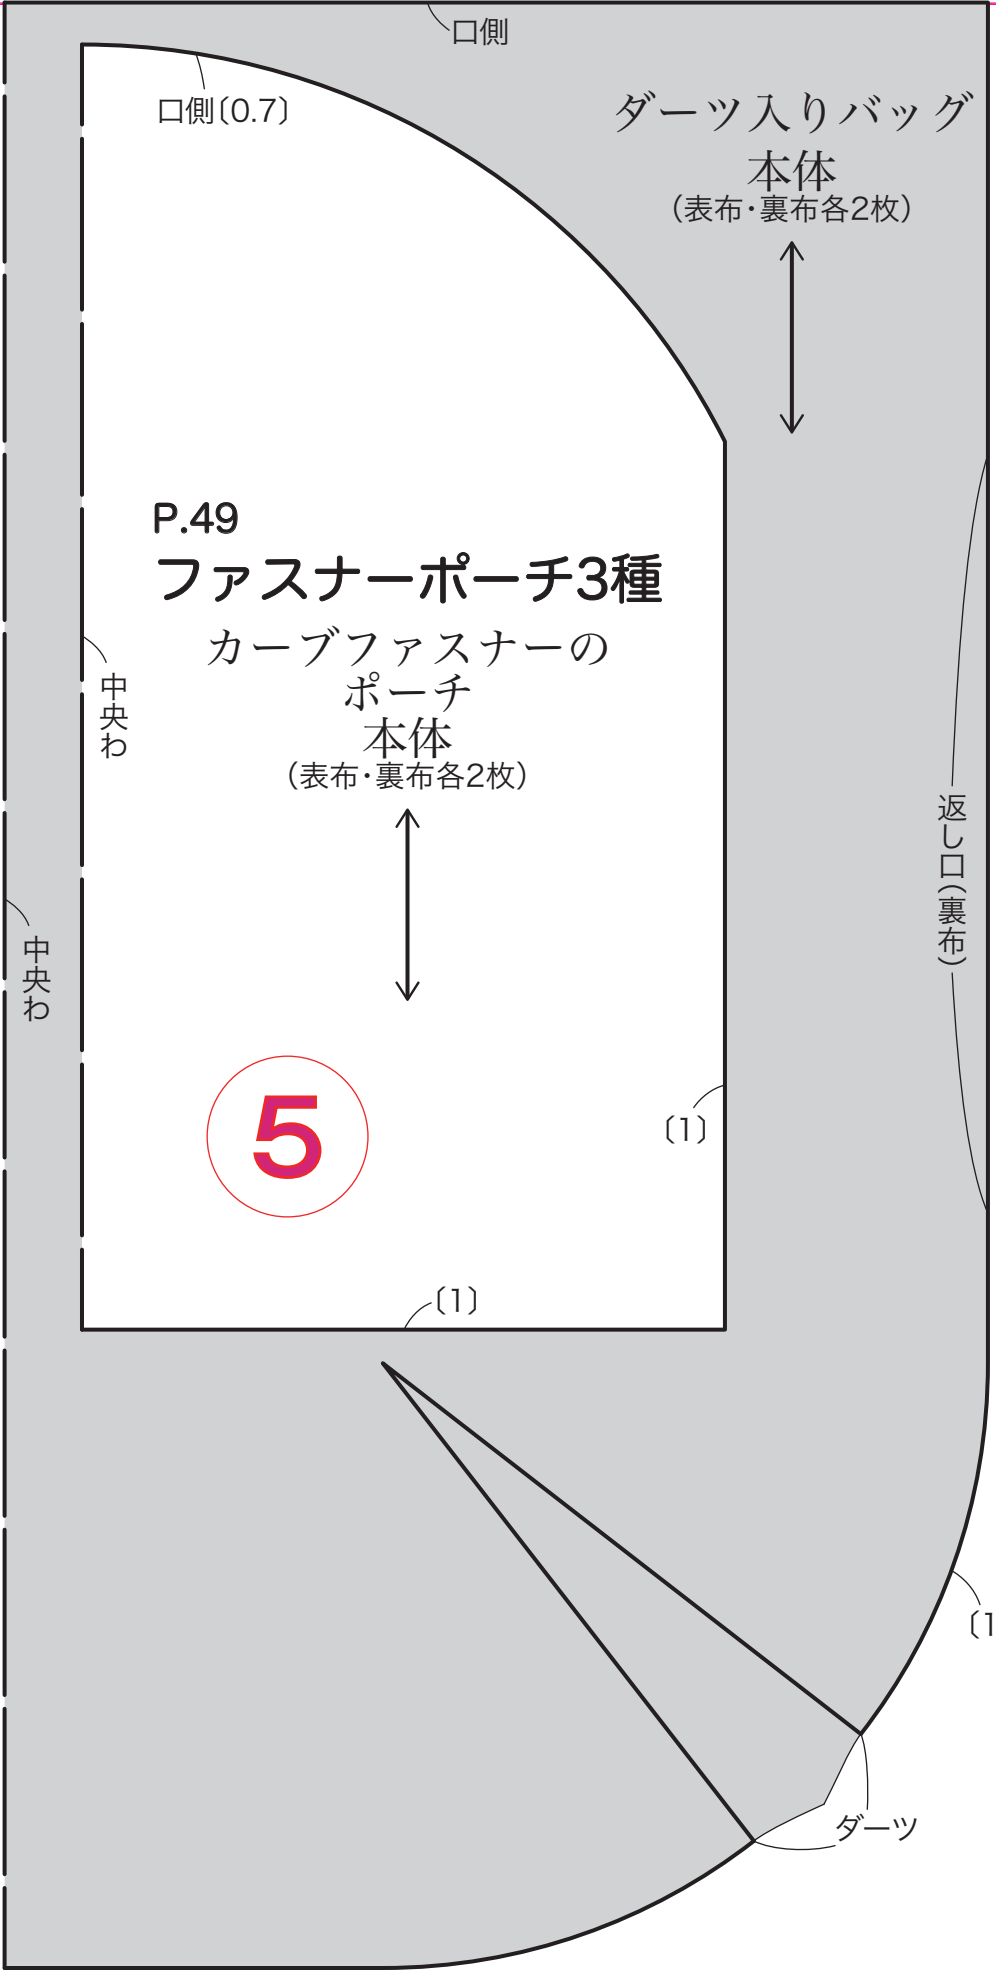 口側
口側〔0.7〕
ダーツ入りバッグ
本体
（表布・裏布各2枚）
P.49
ファスナーポーチ3種
カーブファスナーの
ポーチ
本体
（表布・裏布各2枚）
中央わ
返し口（裏布）
中央わ
5
〔1〕
〔1〕
〔1
ダーツ